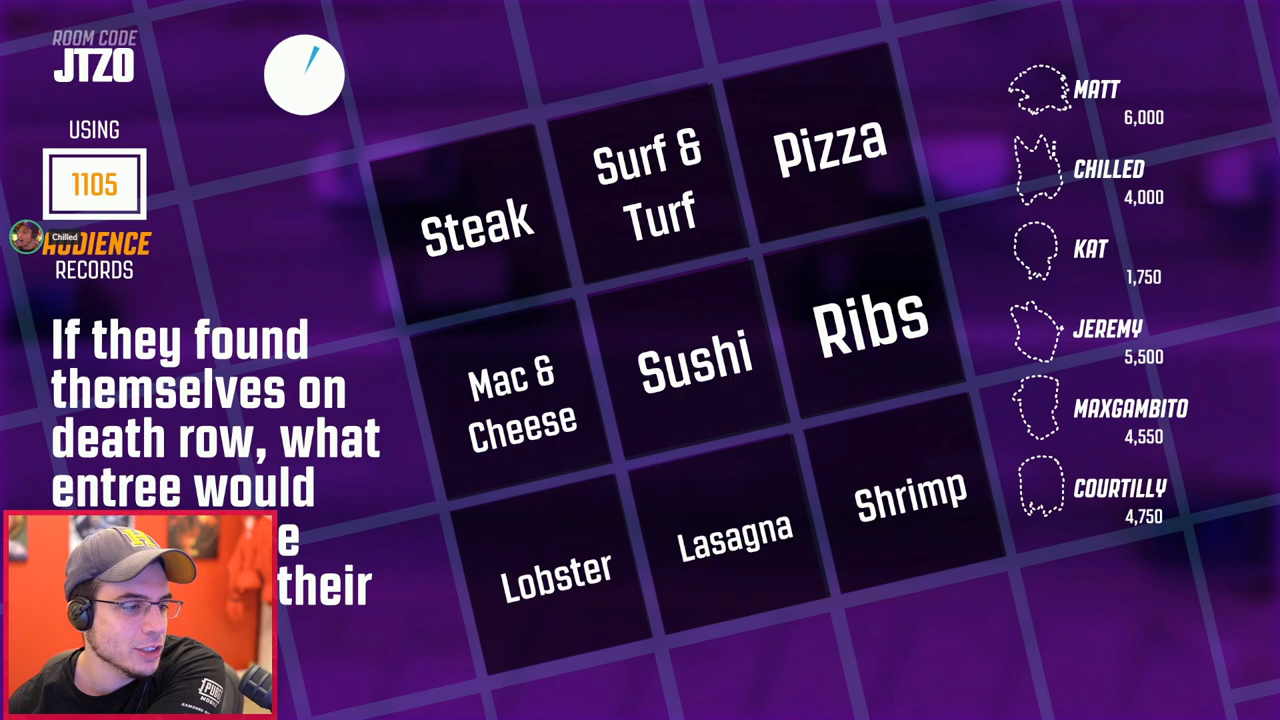 ROOM CODE
JTZO
USING
1105
Chilled
AUDIENCE
RECORDS
If they found
themselves on
death row, what
entree would
e
their
Steak
Surf &
Turf
Pizza
Mac &
Cheese
Sushi
Ribs
Lobster
Lasagna
Shrimp
MATT
6,000
CHILLED
4,000
KAT
1,750
JEREMY
5,500
MAXGAMBITO
4,550
COURTILLY
4,750
H
PUBG
MOBILE